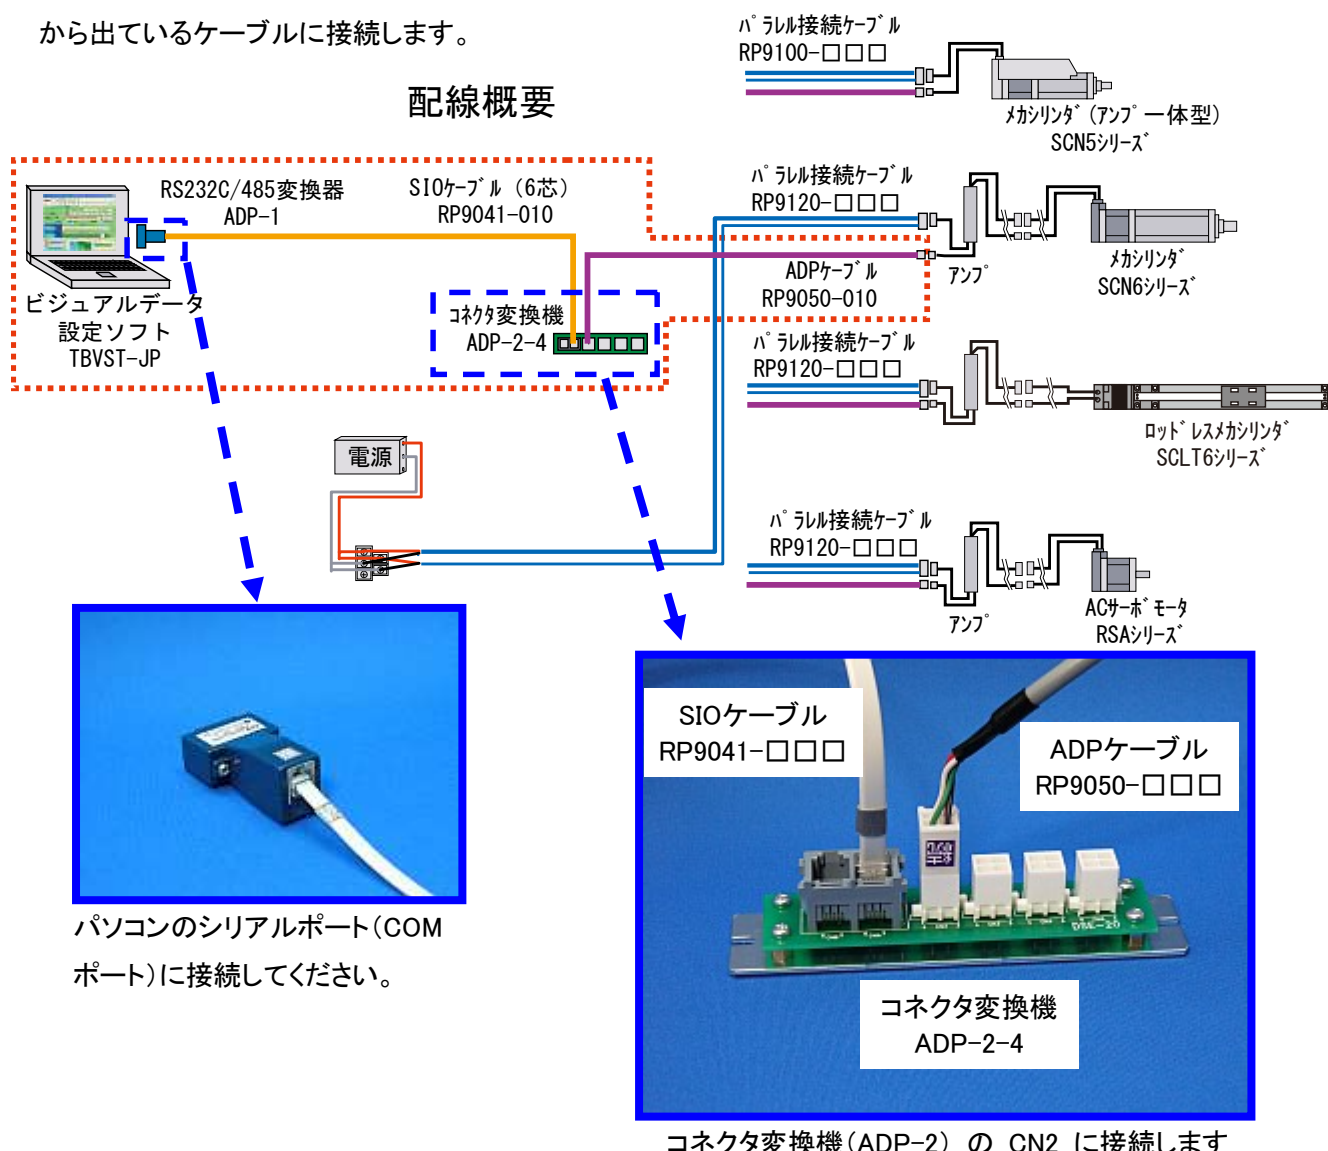 から出ているケーブルに接続します。
配線概要
パラレル接続ケーブル
RP9100-□□□
メカシリンダ(アンプ一体型)
SCN5シリーズ
RS232C/485変換器
ADP-1
SIOケーブル(6芯)
RP9041-010
パラレル接続ケーブル
RP9120-□□□
アンプ
メカシリンダ
SCN6シリーズ
ADPケーブル
RP9050-010
ビジュアルデータ
設定ソフト
TBVST-JP
コネクタ変換機
ADP-2-4
パラレル接続ケーブル
RP9120-□□□
ロッドレスメカシリンダ
SCLT6シリーズ
電源
パラレル接続ケーブル
RP9120-□□□
アンプ
ACサーボモータ
RSAシリーズ
SIOケーブル
RP9041-□□□
ADPケーブル
RP9050-□□□
コネクタ変換機
ADP-2-4
パソコンのシリアルポート(COM
ポート)に接続してください。
コネクタ変換機(ADP-2) の CN2 に接続します